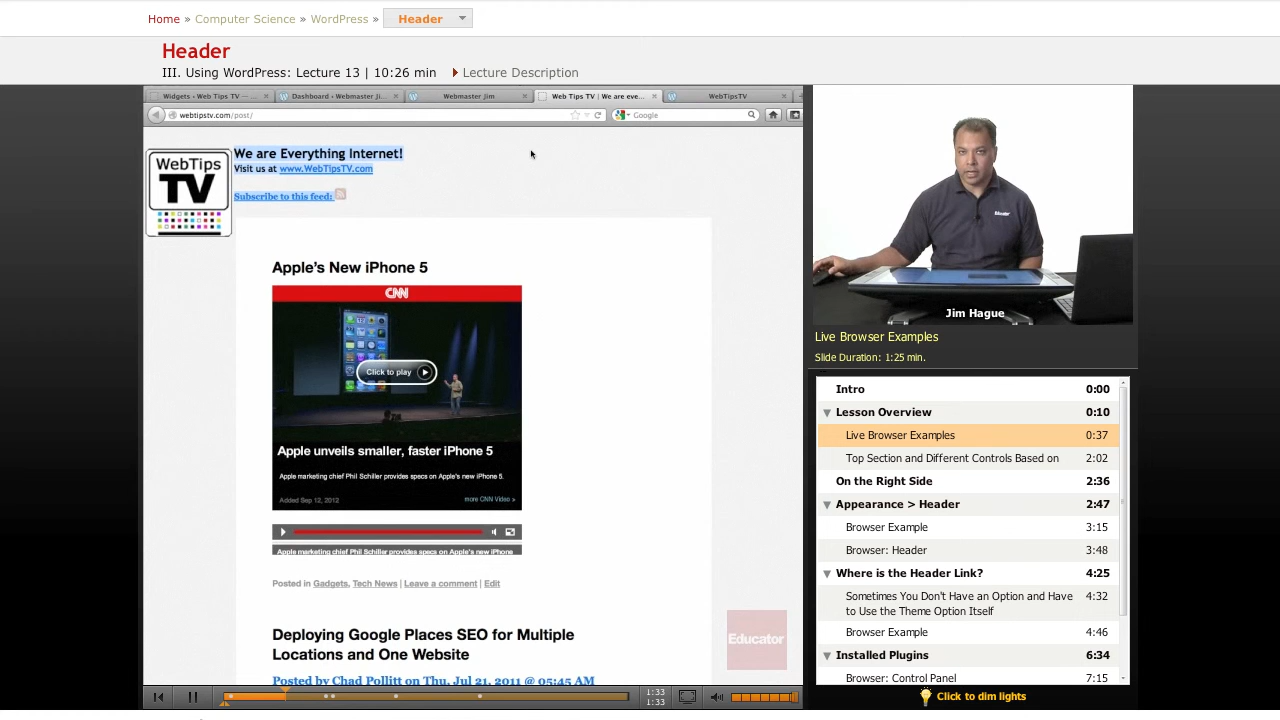 Home » Computer Science » WordPress » Header
Header
III. Using WordPress: Lecture 13 | 10:26 min Lecture Description
Widgets ‹ Web Tips TV — ... × Dashboard ‹ Webmaster Ji... × Webmaster Jim × Web Tips TV | We are eve... × WebTipsTV ×
webtipstv.com/post/
Google
WebTips
TV
We are Everything Internet!
Visit us at www.WebTipsTV.com
Subscribe to this feed:
Apple's New iPhone 5
CNN
Click to play
Apple unveils smaller, faster iPhone 5
Apple marketing chief Phil Schiller provides specs on Apple's new iPhone 5.
Added Sep 12, 2012 more CNN Video >
Apple marketing chief Phil Schiller provides specs on Apple's new iPhone
Posted in Gadgets, Tech News | Leave a comment | Edit
Deploying Google Places SEO for Multiple
Locations and One Website
Posted by Chad Pollitt on Thu, Jul 21, 2011 @ 05:45 AM
Educator
1:33
1:33
Educator
Jim Hague
Live Browser Examples
Slide Duration: 1:25 min.
Intro 0:00
Lesson Overview 0:10
Live Browser Examples 0:37
Top Section and Different Controls Based on 2:02
On the Right Side 2:36
Appearance > Header 2:47
Browser Example 3:15
Browser: Header 3:48
Where is the Header Link? 4:25
Sometimes You Don't Have an Option and Have 4:32
to Use the Theme Option Itself
Browser Example 4:46
Installed Plugins 6:34
Browser: Control Panel 7:15
Click to dim lights